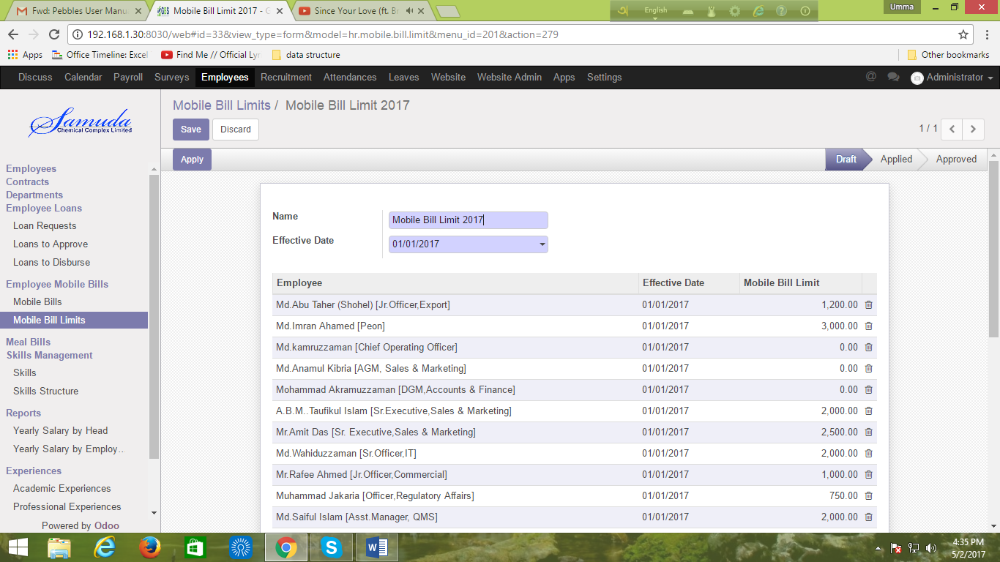 Fwd: Pebbles User Manu
Mobile Bill Limit 2017 - G
Since Your Love (ft. Br
English
Umma
192.168.1.30:8030/web#id=33&view_type=form&model=hr.mobile.bill.limit&menu_id=201&action=279
Apps Office Timeline: Excel Find Me // Official Lyr data structure Other bookmarks
Discuss Calendar Payroll Surveys Employees Recruitment Attendances Leaves Website Website Admin Apps Settings Administrator
Samuda
Chemical Complex Limited
Employees
Contracts
Departments
Employee Loans
Loan Requests
Loans to Approve
Loans to Disburse
Employee Mobile Bills
Mobile Bills
Mobile Bill Limits
Meal Bills
Skills Management
Skills
Skills Structure
Reports
Yearly Salary by Head
Yearly Salary by Employ...
Experiences
Academic Experiences
Professional Experiences
Powered by Odoo
Mobile Bill Limits / Mobile Bill Limit 2017
Save Discard 1 / 1
Apply Draft Applied Approved
Name Mobile Bill Limit 2017
Effective Date 01/01/2017
Employee Effective Date Mobile Bill Limit
Md.Abu Taher (Shohel) [Jr.Officer,Export] 01/01/2017 1,200.00
Md.Imran Ahamed [Peon] 01/01/2017 3,000.00
Md.kamruzzaman [Chief Operating Officer] 01/01/2017 0.00
Md.Anamul Kibria [AGM, Sales & Marketing] 01/01/2017 0.00
Mohammad Akramuzzaman [DGM,Accounts & Finance] 01/01/2017 0.00
A.B.M..Taufikul Islam [Sr.Executive,Sales & Marketing] 01/01/2017 2,000.00
Mr.Amit Das [Sr. Executive,Sales & Marketing] 01/01/2017 2,500.00
Md.Wahiduzzaman [Sr.Officer,IT] 01/01/2017 2,000.00
Mr.Rafee Ahmed [Jr.Officer,Commercial] 01/01/2017 1,000.00
Muhammad Jakaria [Officer,Regulatory Affairs] 01/01/2017 750.00
Md.Saiful Islam [Asst.Manager, QMS] 01/01/2017 2,000.00
4:35 PM
5/2/2017